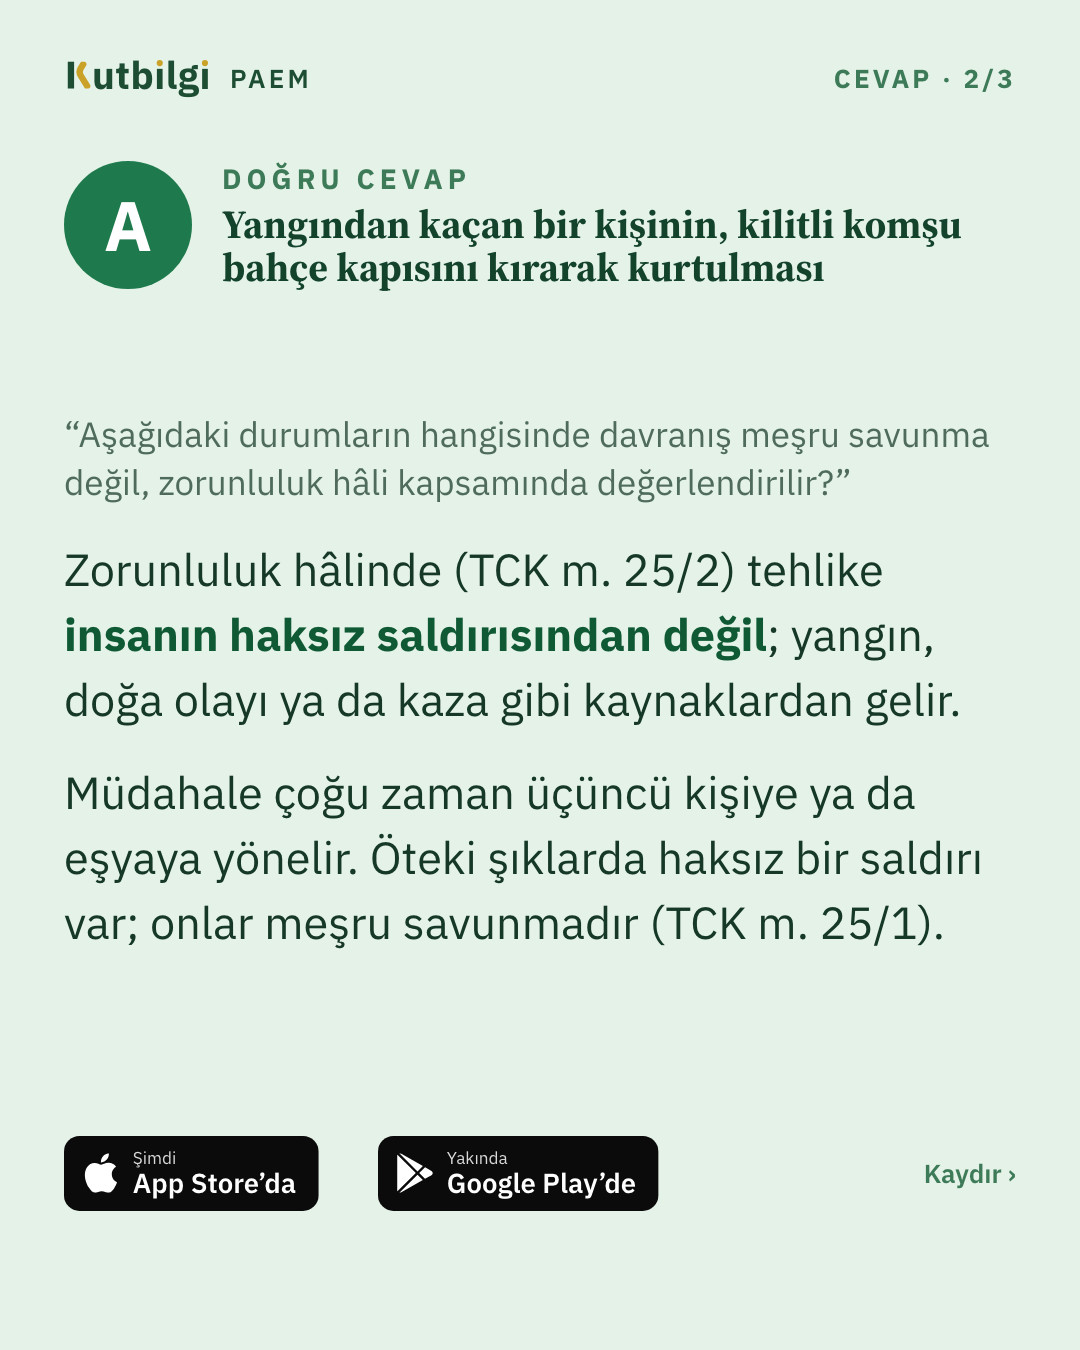 Kutbilgi PAEM
CEVAP · 2/3
A
DOĞRU CEVAP
Yangından kaçan bir kişinin, kilitli komşu
bahçe kapısını kırarak kurtulması
“Aşağıdaki durumların hangisinde davranış meşru savunma
değil, zorunluluk hâli kapsamında değerlendirilir?”
Zorunluluk hâlinde (TCK m. 25/2) tehlike
insanın haksız saldırısından değil; yangın,
doğa olayı ya da kaza gibi kaynaklardan gelir.
Müdahale çoğu zaman üçüncü kişiye ya da
eşyaya yönelir. Öteki şıklarda haksız bir saldırı
var; onlar meşru savunmadır (TCK m. 25/1).
Şimdi
App Store’da
Yakında
Google Play’de
Kaydır ›